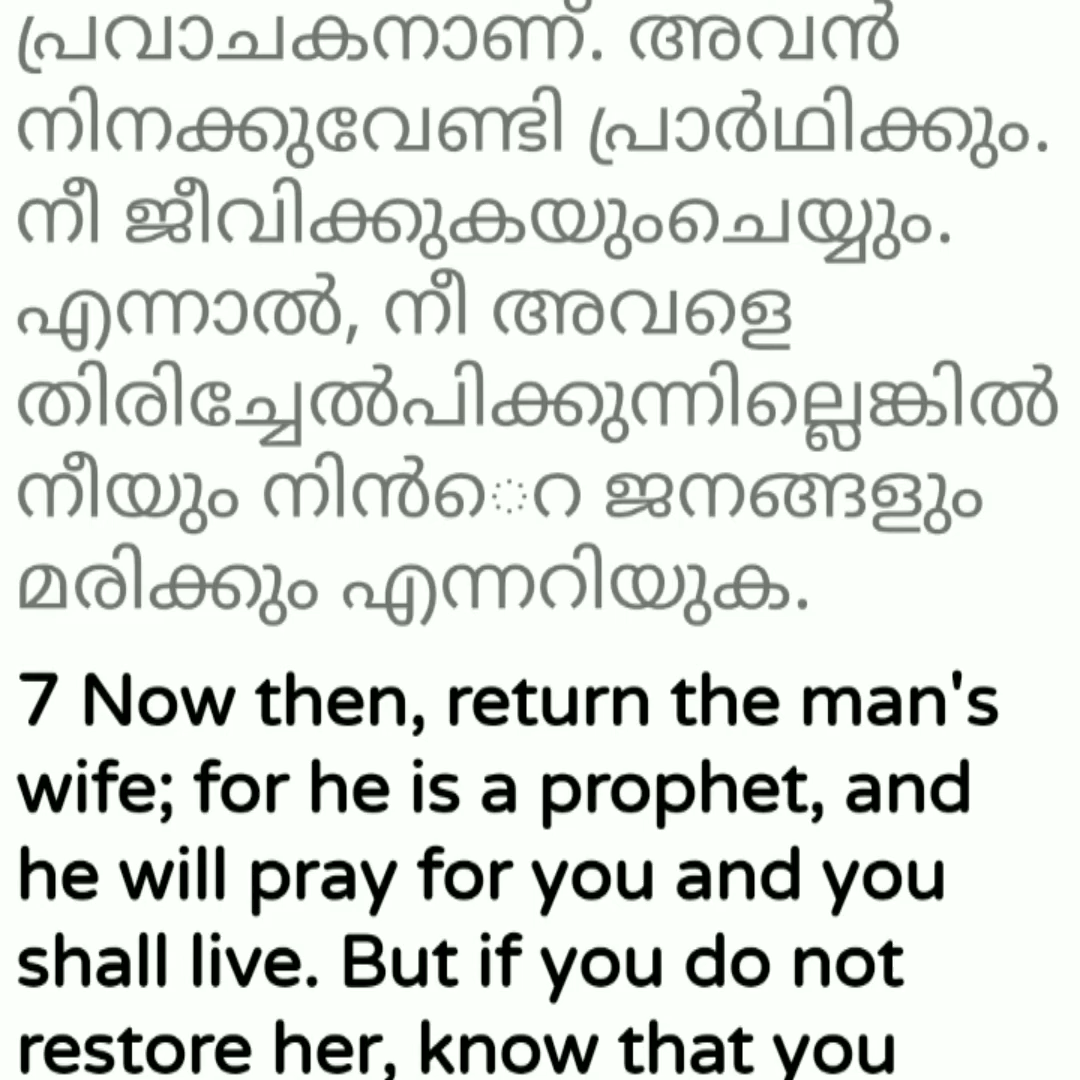 പ്രവാചകനാണ്. അവൻ
നിനക്കുവേണ്ടി പ്രാർഥിക്കും.
നീ ജീവിക്കുകയുംചെയ്യും.
എന്നാൽ, നീ അവളെ
തിരിച്ചേൽപിക്കുന്നില്ലെങ്കിൽ
നീയും നിൻെറ ജനങ്ങളും
മരിക്കും എന്നറിയുക.
7 Now then, return the man's
wife; for he is a prophet, and
he will pray for you and you
shall live. But if you do not
restore her, know that you